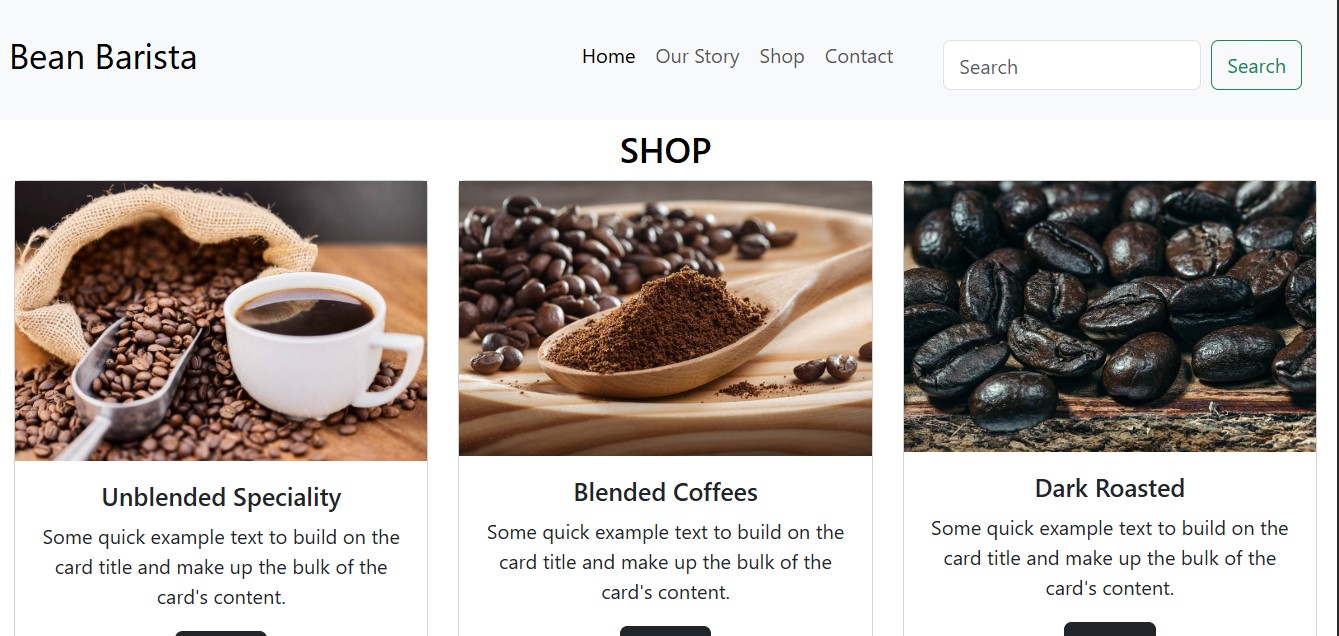 Bean Barista
Home Our Story Shop Contact Search Search
SHOP
Unblended Speciality
Some quick example text to build on the
card title and make up the bulk of the
card's content.
Blended Coffees
Some quick example text to build on the
card title and make up the bulk of the
card's content.
Dark Roasted
Some quick example text to build on the
card title and make up the bulk of the
card's content.